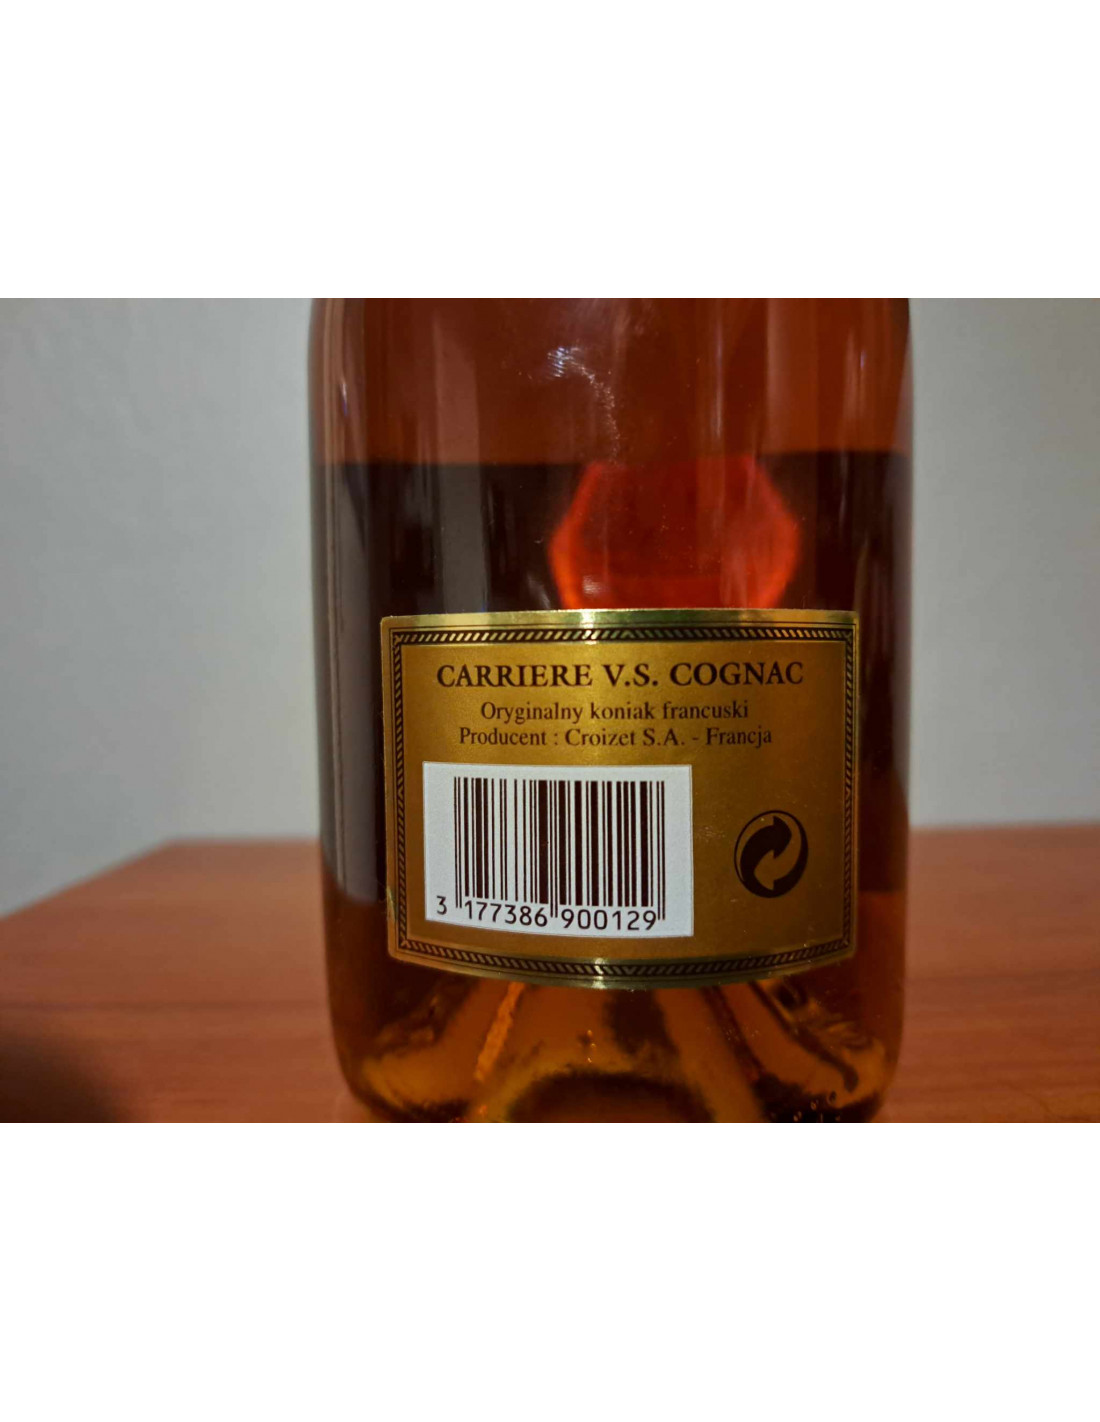 CARRIERE V.S. COGNAC
Oryginalny koniak francuski
Producent : Croizet S.A. - Francja
3 177386 900129